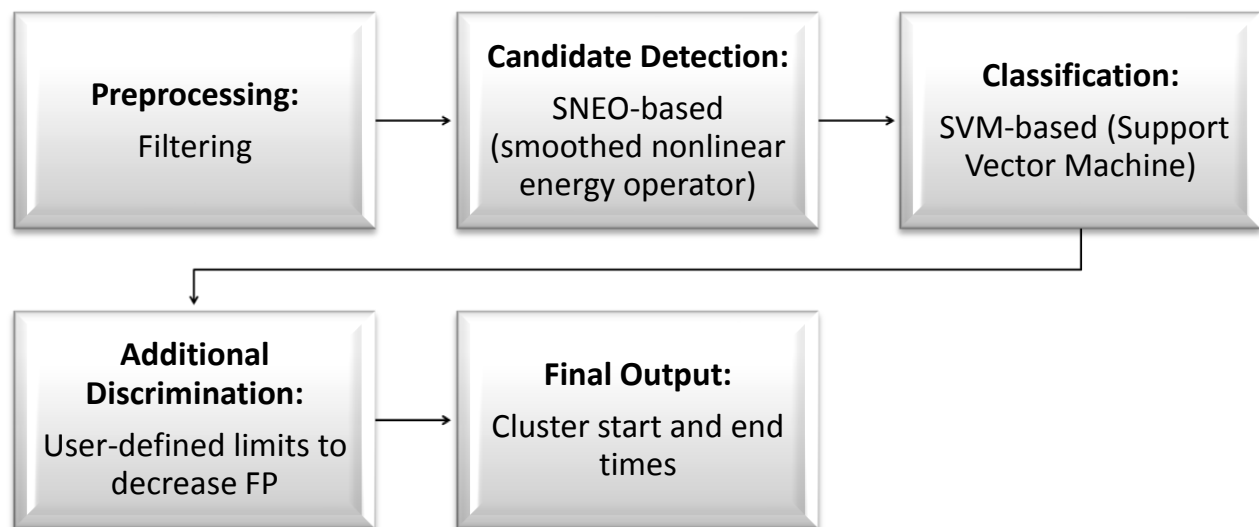 Preprocessing:
Filtering
Candidate Detection:
SNEO-based
(smoothed nonlinear
energy operator)
Classification:
SVM-based (Support
Vector Machine)
Additional
Discrimination:
User-defined limits to
decrease FP
Final Output:
Cluster start and end
times